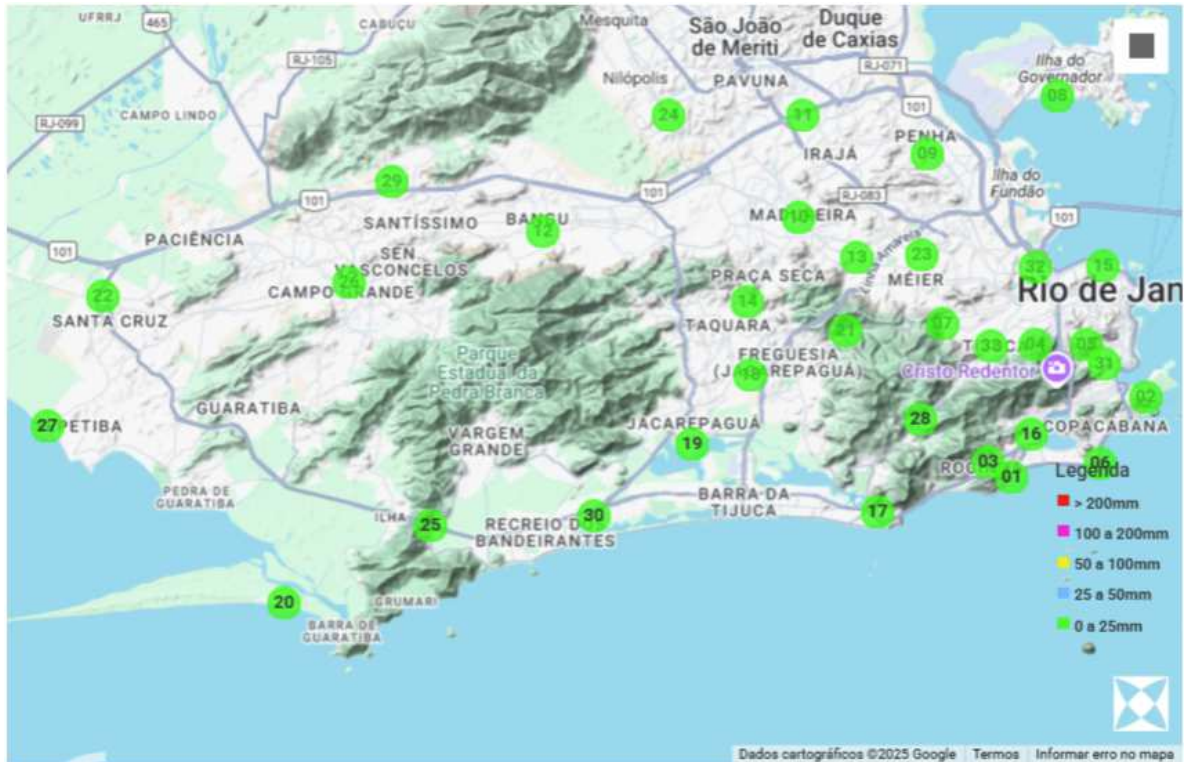 UFRRJ
465
CABUÇU
Mesquita
São João
de Meriti
Duque
de Caxias
RJ-105
Nilópolis
PAVUNA
RJ-071
Ilha do
Governador
08
RJ-099
CAMPO LINDO
24
11
101
PENHA
09
IRAJÁ
Ilha do
Fundão
29
101
101
RJ-083
101
SANTÍSSIMO
BANGU
12
10
PACIÊNCIA
101
SEN
VASCONCELOS
13
23
32
15
PRAÇA SECA
MÉIER
22
CAMPO GRANDE
14
Rio de Jan
SANTA CRUZ
TAQUARA
21
07
33
04
31
Parque
Estadual da
Pedra Branca
FREGUESIA
(JACAREPAGUÁ)
18
Cristo Redentor
02
GUARATIBA
27
28
16
COPACABANA
VARGEM
GRANDE
JACAREPAGUÁ
19
03
01
06
PEDRA DE
GUARATIBA
ILHA
25
RECREIO D
BANDEIRANTES
30
BARRA DA
TIJUCA
17
20
GRUMARI
BARRA DE
GUARATIBA
Legenda
> 200mm
100 a 200mm
50 a 100mm
25 a 50mm
0 a 25mm
Dados cartográficos ©2025 Google
Termos
Informar erro no mapa